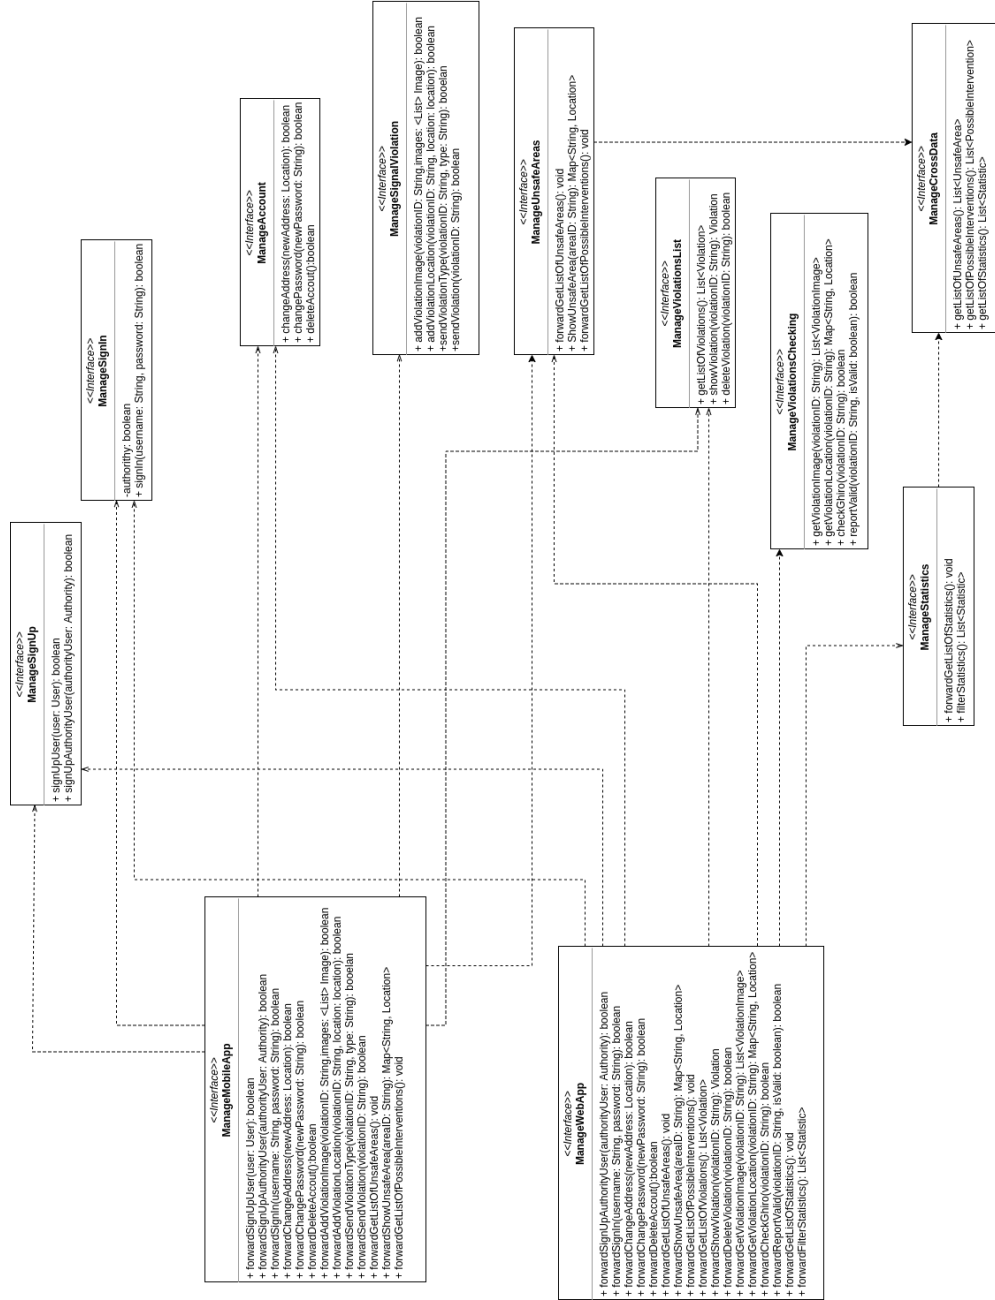 <<Interface>>
ManageSignUp
+ signUpUser(user: User): boolean
+ signUpAuthorityUser(authorityUser: Authority): boolean
<<Interface>>
ManageSignIn
-authorithy: boolean
+ signIn(username: String, password: String): boolean
<<Interface>>
ManageAccount
+ changeAddress(newAddress: Location): boolean
+ changePassword(newPassword: String): boolean
+ deleteAccout():boolean
<<Interface>>
ManageSignalViolation
+ addViolationImage(violationID: String,images: <List> Image): boolean
+ addViolationLocation(violationID: String, location: location): boolean
+sendViolationType(violationID: String, type: String): booelan
+sendViolation(violationID: String): boolean
<<Interface>>
ManageUnsafeAreas
+ forwardGetListOfUnsafeAreas(): void
+ ShowUnsafeArea(areaID: String): Map<String, Location>
+ forwardGetListOfPossibleInterventions(): void
<<Interface>>
ManageViolationsList
+ getListOfViolations(): List<Violation>
+ showViolation(violationID: String): Violation
+ deleteViolation(violationID: String): boolean
<<Interface>>
ManageViolationsChecking
+ getViolationImage(violationID: String): List<ViolationImage>
+ getViolationLocation(violationID: String): Map<String, Location>
+ checkGhiro(violationID: String): boolean
+ reportValid(violationID: String, isValid: boolean): boolean
<<Interface>>
ManageCrossData
+ getListOfUnsafeAreas(): List<UnsafeArea>
+ getListOfPossibleInterventions(): List<PossibleIntervention>
+ getListOfStatistics(): List<Statistic>
<<Interface>>
ManageStatistics
+ forwardGetListOfStatistics(): void
+ filterStatistics(): List<Statistic>
<<Interface>>
ManageMobileApp
+ forwardSignUpUser(user: User): boolean
+ forwardSignUpAuthorityUser(authorityUser: Authority): boolean
+ forwardSignIn(username: String, password: String): boolean
+ forwardChangeAddress(newAddress: Location): boolean
+ forwardChangePassword(newPassword: String): boolean
+ forwardDeleteAccout():boolean
+ forwardAddViolationImage(violationID: String,images: <List> Image): boolean
+ forwardAddViolationLocation(violationID: String, location: location): boolean
+ forwardSendViolationType(violationID: String, type: String): booelan
+ forwardSendViolation(violationID: String): boolean
+ forwardGetListOfUnsafeAreas(): void
+ forwardShowUnsafeArea(areaID: String): Map<String, Location>
+ forwardGetListOfPossibleInterventions(): void
<<Interface>>
ManageWebApp
+ forwardSignUpAuthorityUser(authorityUser: Authority): boolean
+ forwardSignIn(username: String, password: String): boolean
+ forwardChangeAddress(newAddress: Location): boolean
+ forwardChangePassword(newPassword: String): boolean
+ forwardDeleteAccout():boolean
+ forwardGetListOfUnsafeAreas(): void
+ forwardShowUnsafeArea(areaID: String): Map<String, Location>
+ forwardGetListOfPossibleInterventions(): void
+ forwardGetListOfViolations(): List<Violation>
+ forwardShowViolation(violationID: String): Violation
+ forwardDeleteViolation(violationID: String): boolean
+ forwardGetViolationImage(violationID: String): List<ViolationImage>
+ forwardGetViolationLocation(violationID: String): Map<String, Location>
+ forwardCheckGhiro(violationID: String): boolean
+ forwardReportValid(violationID: String, isValid: boolean): boolean
+ forwardGetListOfStatistics(): void
+ forwardFilterStatistics(): List<Statistic>